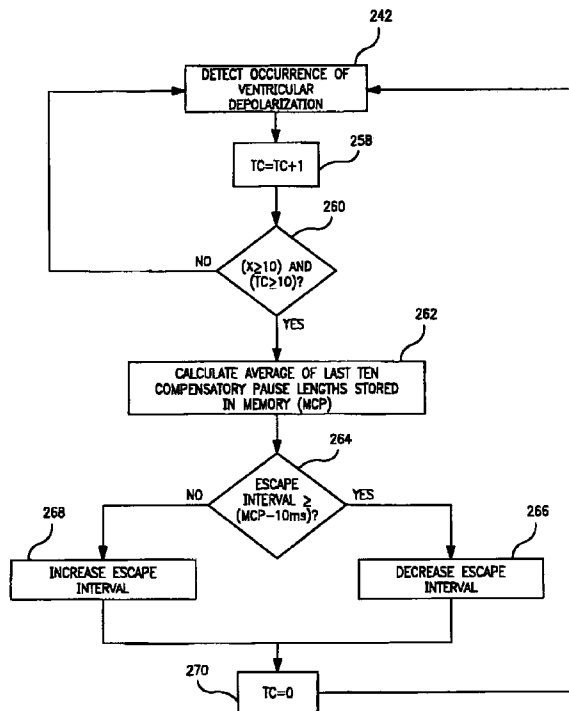 242
DETECT OCCURRENCE OF
VENTRICULAR
DEPOLARIZATION
258
TC=TC+1
260
NO
(X≥10) AND
(TC≥10)?
YES
262
CALCULATE AVERAGE OF LAST TEN
COMPENSATORY PAUSE LENGTHS STORED
IN MEMORY (MCP)
264
NO
ESCAPE
INTERVAL ≥
(MCP-10ms)?
YES
268
266
INCREASE ESCAPE
INTERVAL
DECREASE ESCAPE
INTERVAL
270
TC=0